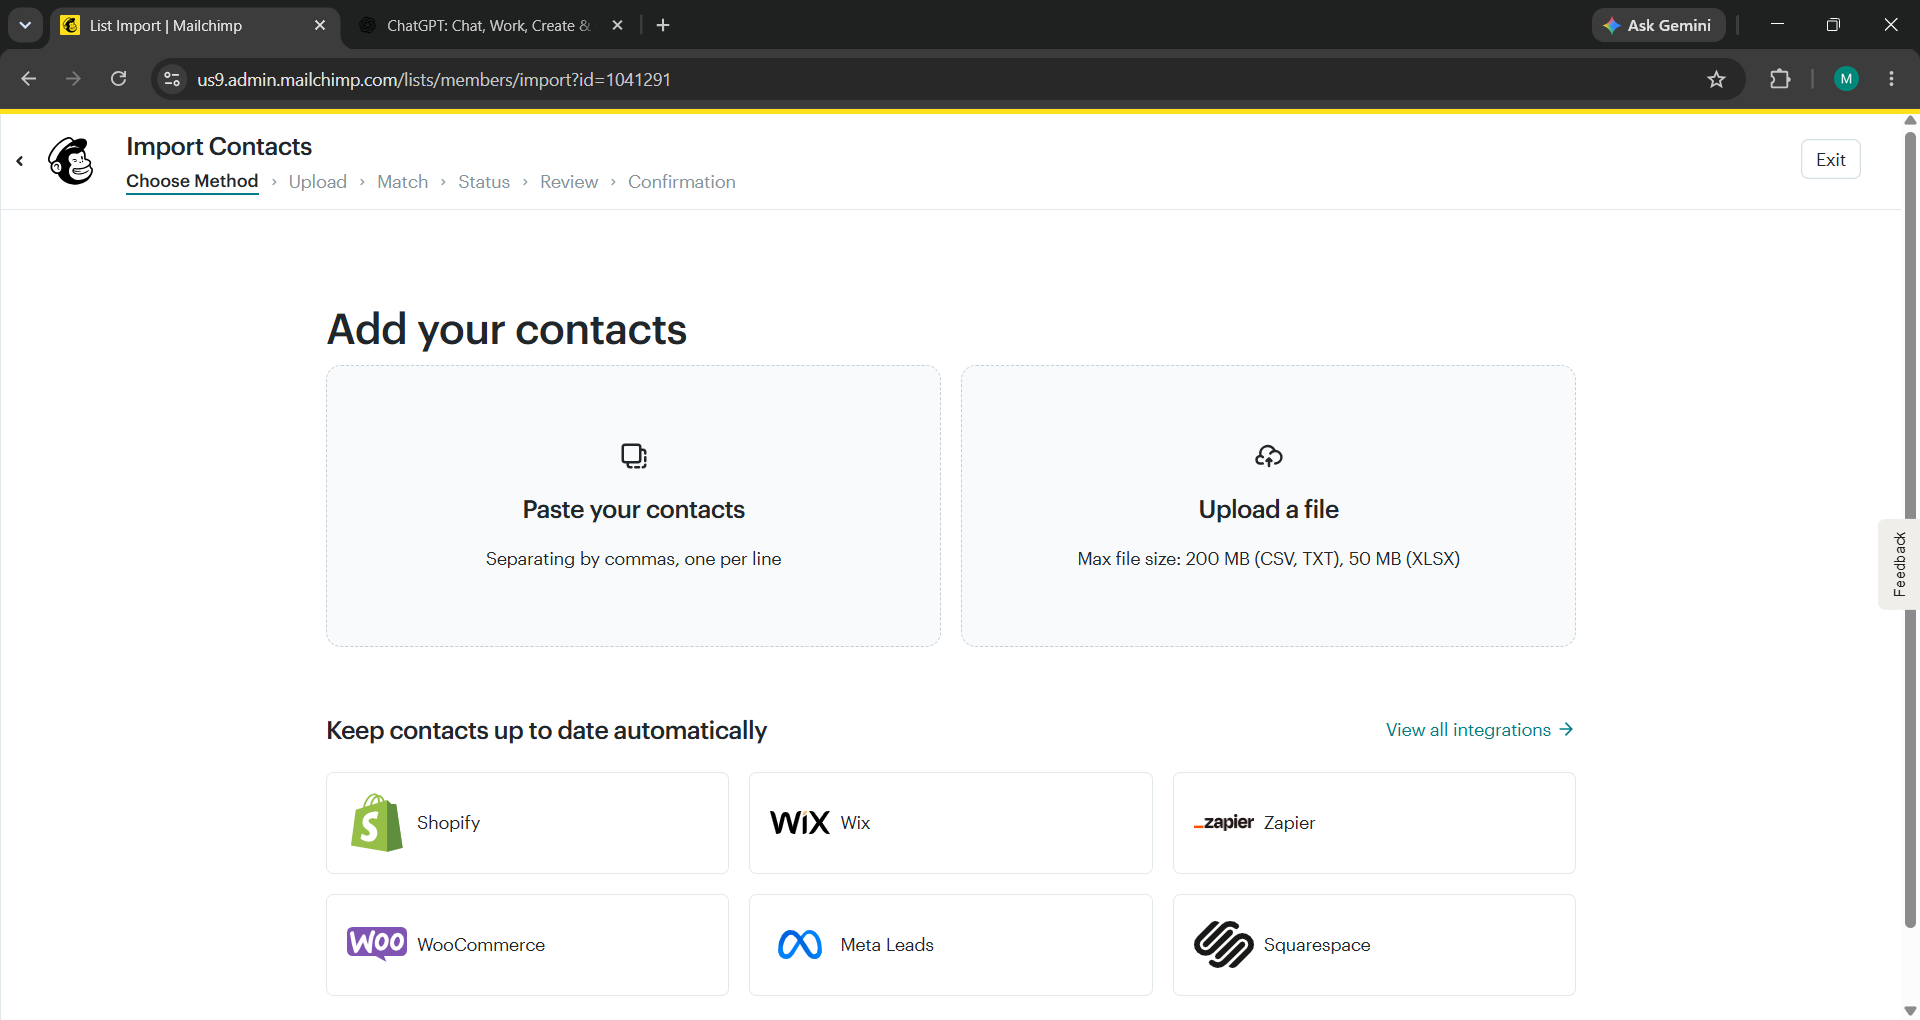 List Import | Mailchimp
ChatGPT: Chat, Work, Create &
Ask Gemini
us9.admin.mailchimp.com/lists/members/import?id=1041291
M
Import Contacts
Choose Method › Upload › Match › Status › Review › Confirmation
Exit
Add your contacts
Paste your contacts
Separating by commas, one per line
Upload a file
Max file size: 200 MB (CSV, TXT), 50 MB (XLSX)
Feedback
Keep contacts up to date automatically
View all integrations →
Shopify
WiX Wix
zapier Zapier
WOO WooCommerce
Meta Leads
Squarespace